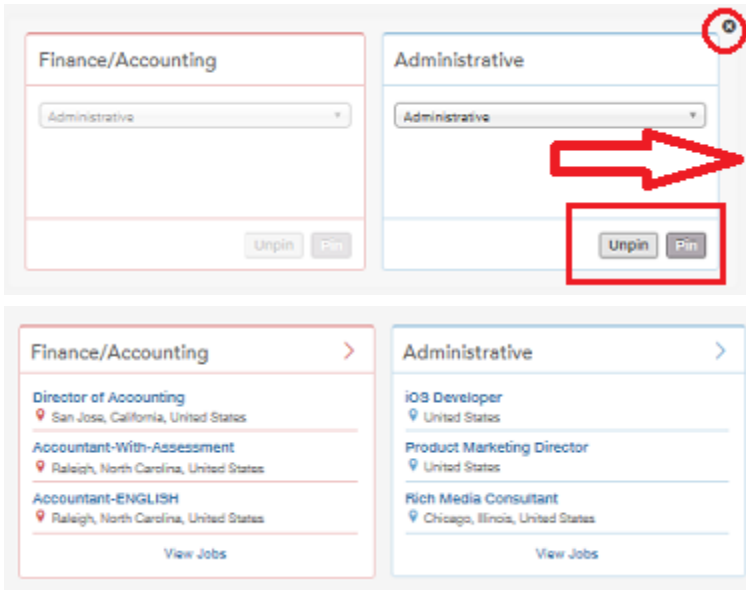 Finance/Accounting
Administrative
Administrative
Administrative
Unpin Pin
Unpin Pin
Finance/Accounting
Director of Accounting
San Jose, California, United States
Accountant-With-Assessment
Raleigh, North Carolina, United States
Accountant-ENGLISH
Raleigh, North Carolina, United States
View Jobs
Administrative
iOS Developer
United States
Product Marketing Director
United States
Rich Media Consultant
Chicago, Illinois, United States
View Jobs